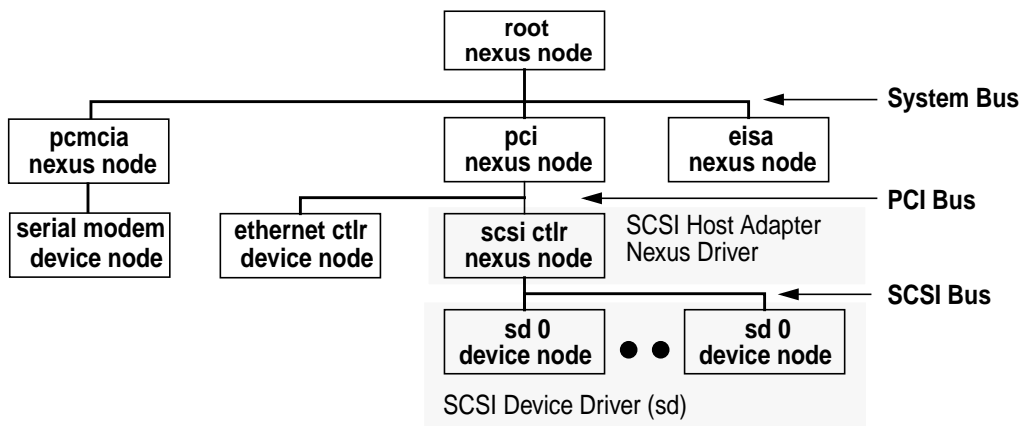 root
nexus node
System Bus
pcmcia
nexus node
pci
nexus node
eisa
nexus node
PCI Bus
serial modem
device node
ethernet ctlr
device node
scsi ctlr
nexus node
SCSI Host Adapter
Nexus Driver
SCSI Bus
sd 0
device node
sd 0
device node
SCSI Device Driver (sd)